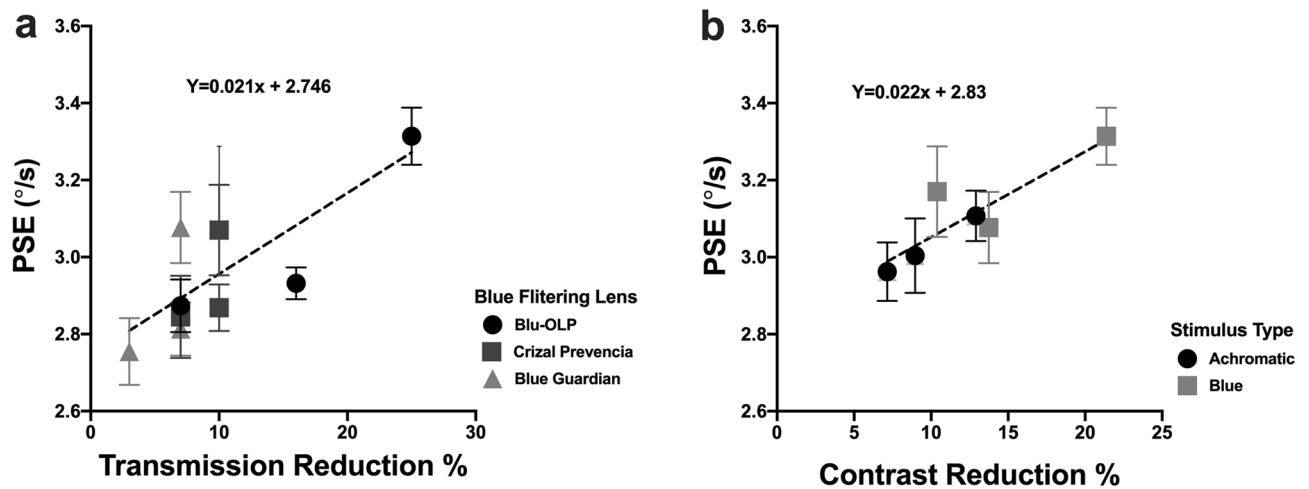 a
3.6
3.4
3.2
3.0
2.8
2.6
PSE (°/s)
Y=0.021x + 2.746
Blue Flitering Lens
Blu-OLP
Crizal Prevencia
Blue Guardian
0
10
20
30
Transmission Reduction %
b
3.6
3.4
3.2
3.0
2.8
2.6
PSE (°/s)
Y=0.022x + 2.83
Stimulus Type
Achromatic
Blue
0
5
10
15
20
25
Contrast Reduction %